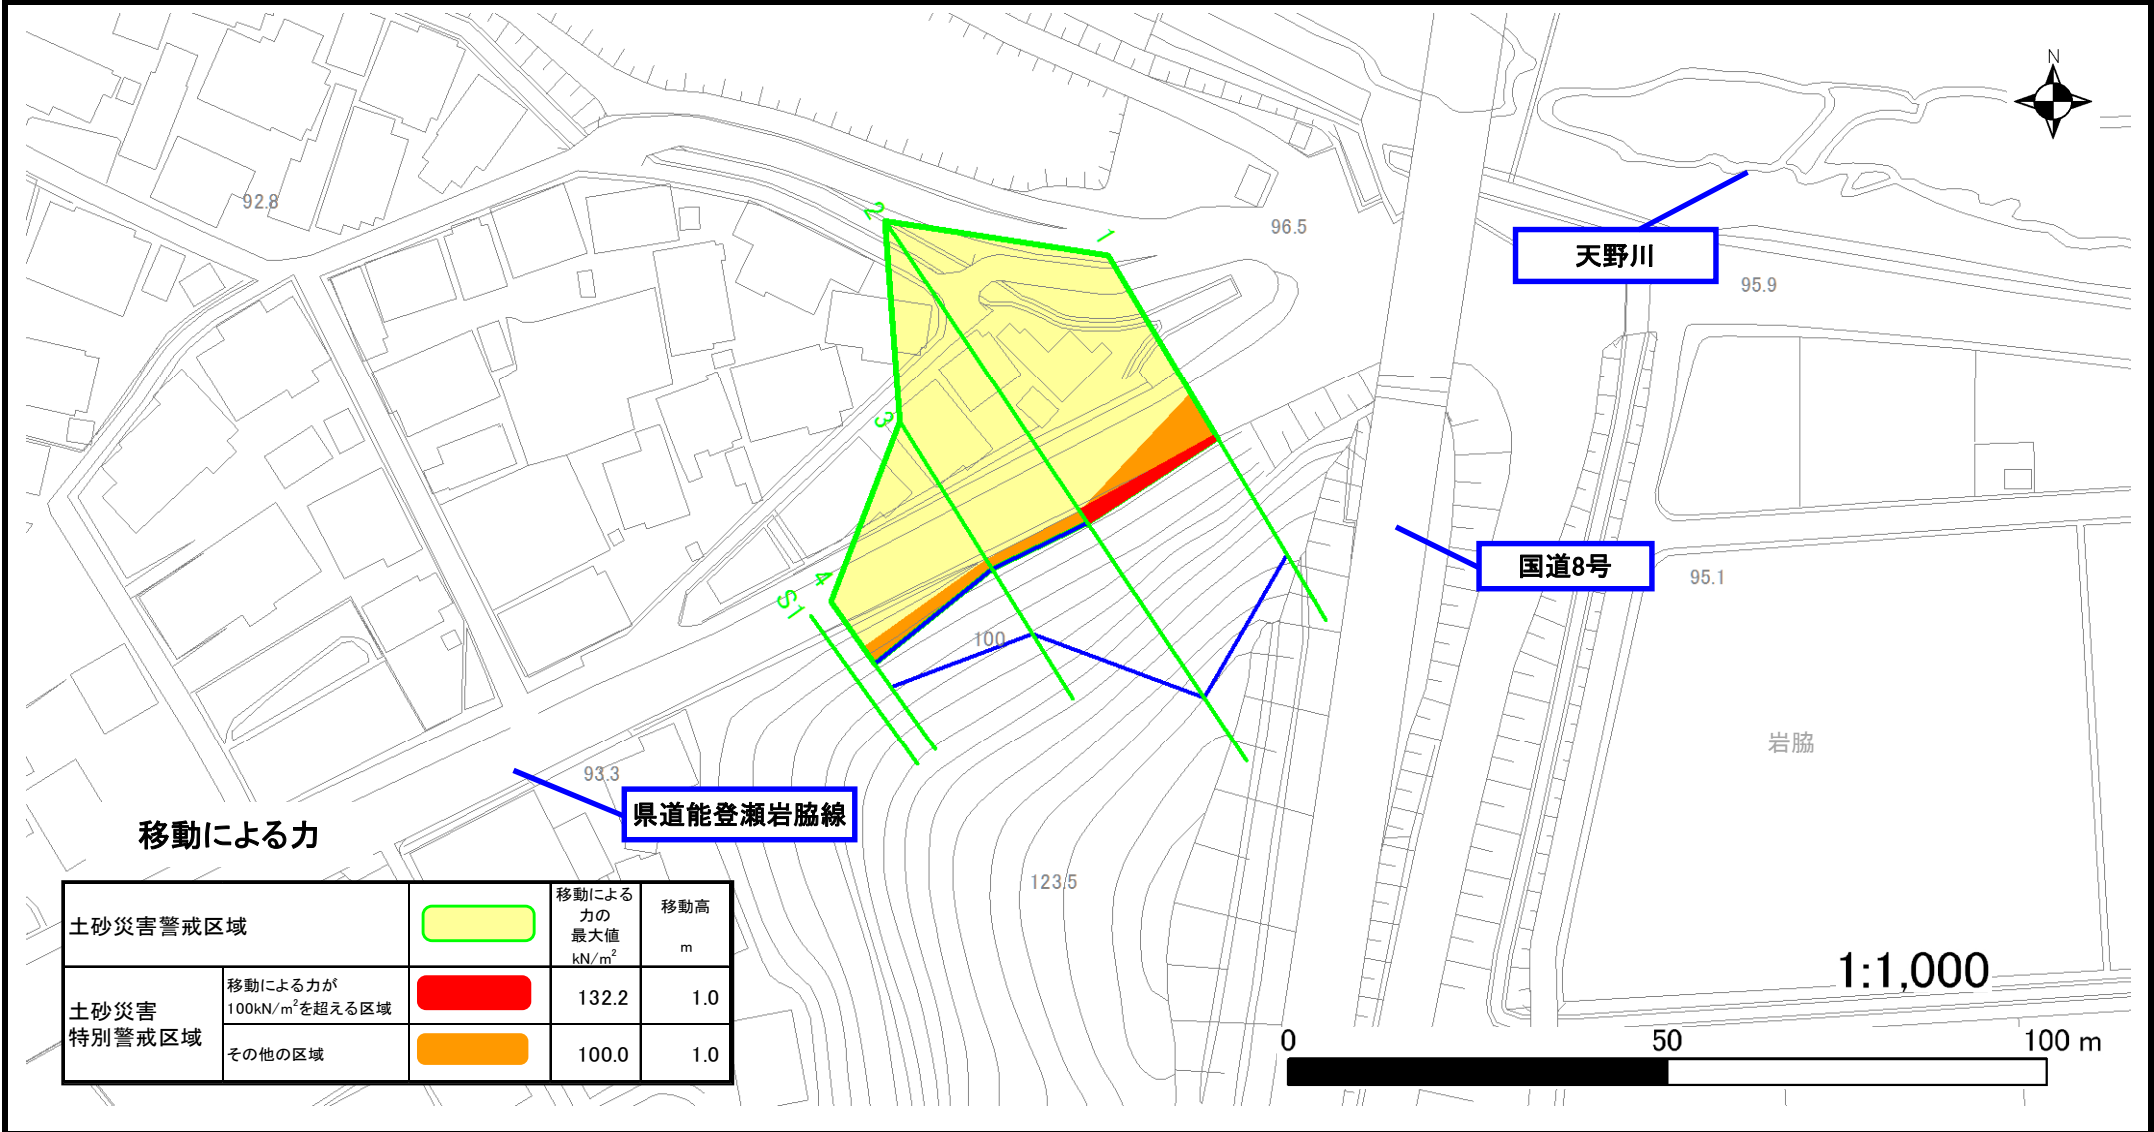 N
92.8
2
1
96.5
天野川
95.9
3
4
S1
国道8号
95.1
100
岩脇
93.3
県道能登瀬岩脇線
123.5
移動による力
土砂災害警戒区域
移動による
力の
最大値
kN/m²
移動高
m
土砂災害
特別警戒区域
移動による力が
100kN/m²を超える区域
132.2
1.0
その他の区域
100.0
1.0
1:1,000
0 50 100 m